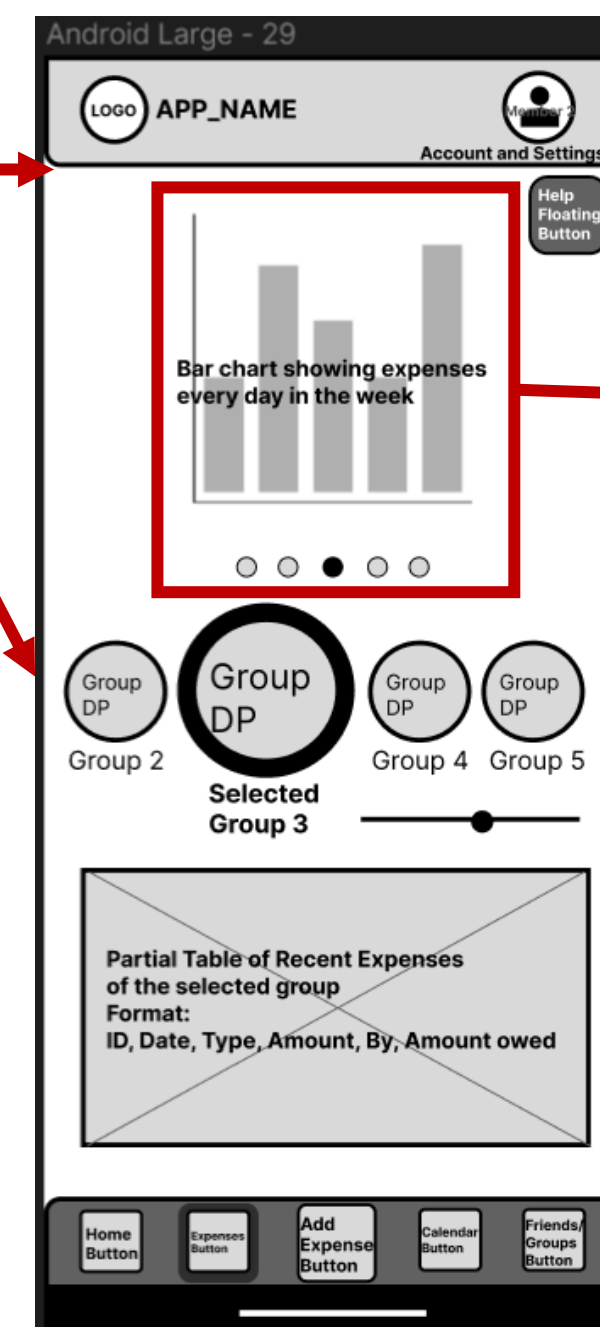 Android Large - 29
LOGO
APP_NAME
Member 2
Account and Settings
Help
Floating
Button
Bar chart showing expenses
every day in the week
Group
DP
Group 2
Group
DP
Selected
Group 3
Group
DP
Group 4
Group
DP
Group 5
Partial Table of Recent Expenses
of the selected group
Format:
ID, Date, Type, Amount, By, Amount owed
Home
Button
Expenses
Button
Add
Expense
Button
Calendar
Button
Friends/
Groups
Button